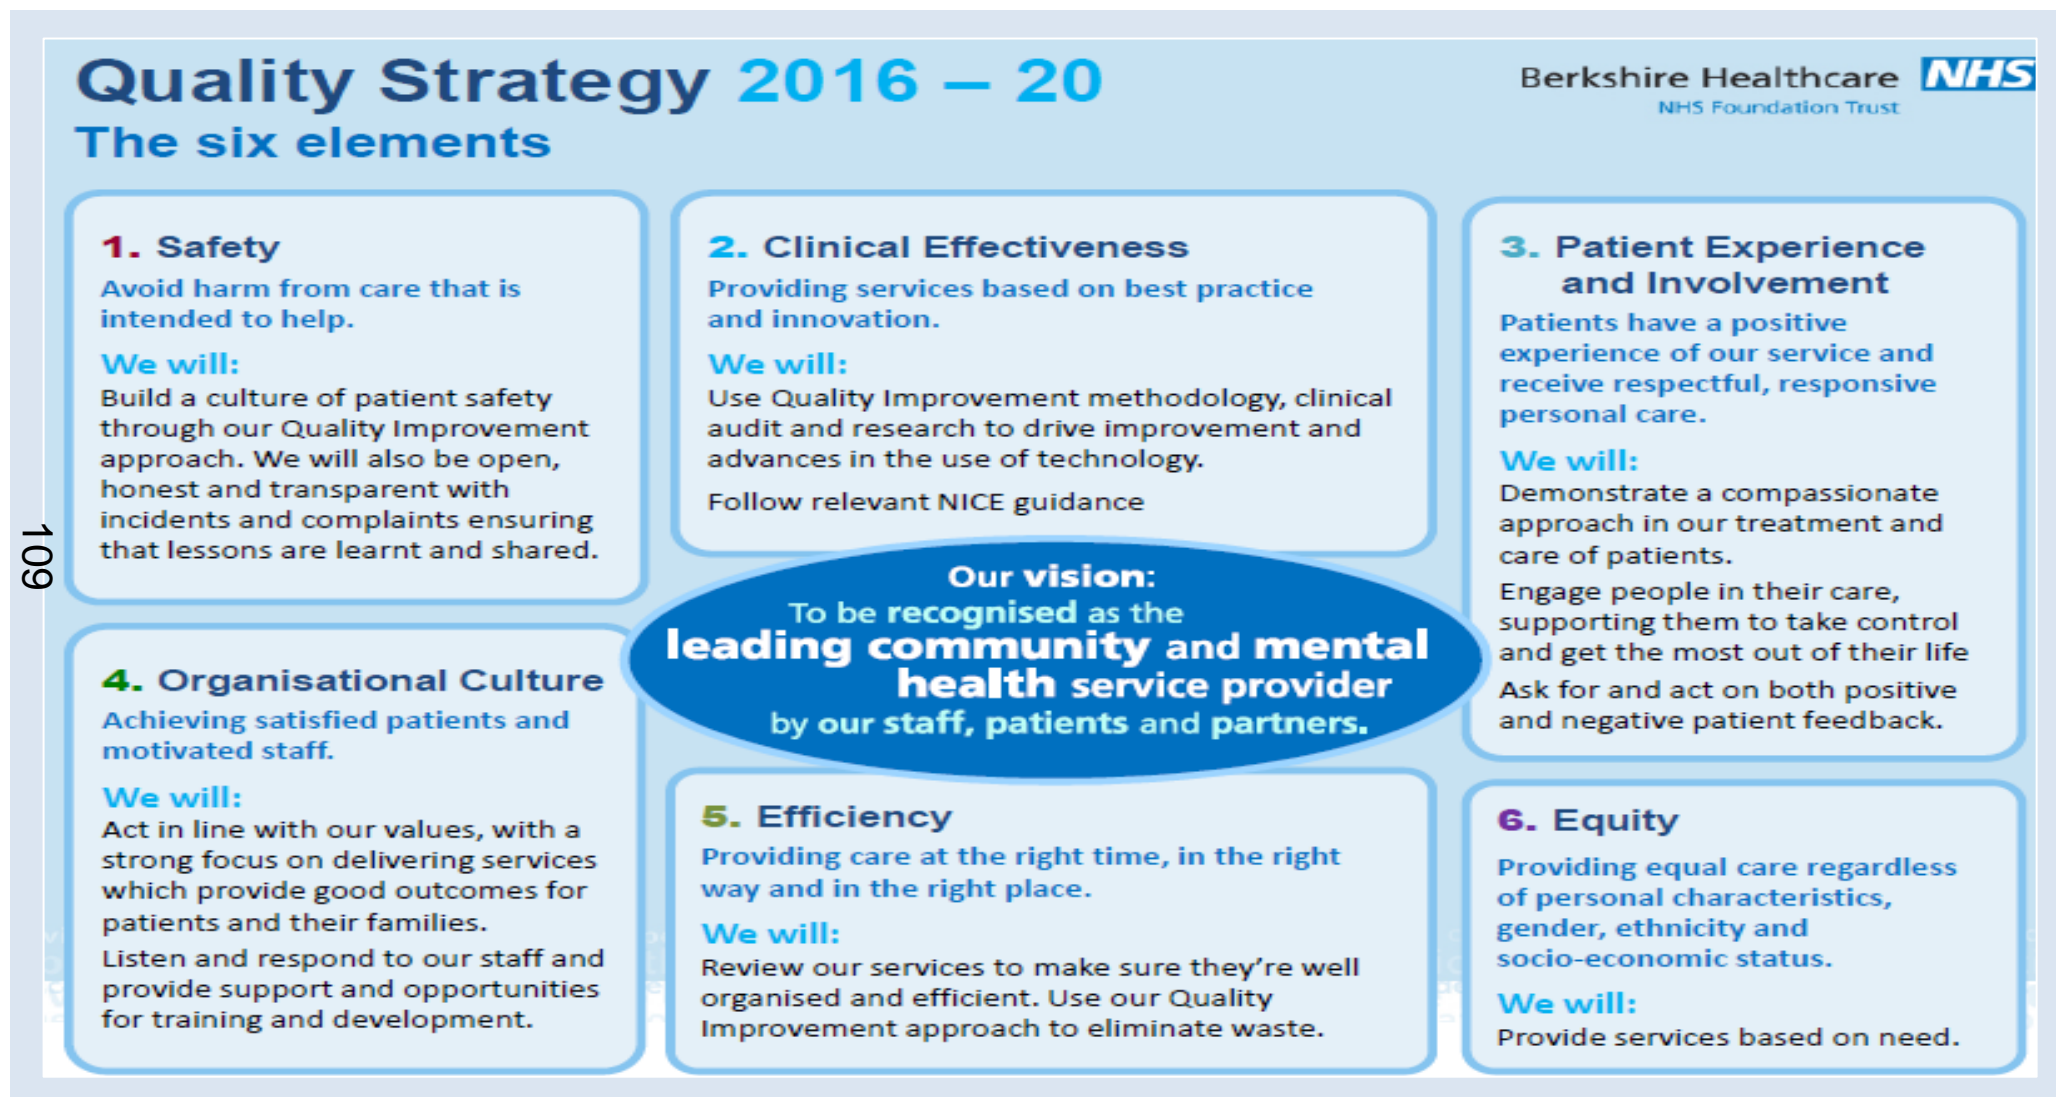 Quality Strategy 2016 – 20
The six elements
Berkshire Healthcare NHS
NHS Foundation Trust
1. Safety
Avoid harm from care that is
intended to help.
We will:
Build a culture of patient safety
through our Quality Improvement
approach. We will also be open,
honest and transparent with
incidents and complaints ensuring
that lessons are learnt and shared.
2. Clinical Effectiveness
Providing services based on best practice
and innovation.
We will:
Use Quality Improvement methodology, clinical
audit and research to drive improvement and
advances in the use of technology.
Follow relevant NICE guidance
3. Patient Experience
and Involvement
Patients have a positive
experience of our service and
receive respectful, responsive
personal care.
We will:
Demonstrate a compassionate
approach in our treatment and
care of patients.
Engage people in their care,
supporting them to take control
and get the most out of their life
Ask for and act on both positive
and negative patient feedback.
Our vision:
To be recognised as the
leading community and mental
health service provider
by our staff, patients and partners.
4. Organisational Culture
Achieving satisfied patients and
motivated staff.
We will:
Act in line with our values, with a
strong focus on delivering services
which provide good outcomes for
patients and their families.
Listen and respond to our staff and
provide support and opportunities
for training and development.
5. Efficiency
Providing care at the right time, in the right
way and in the right place.
We will:
Review our services to make sure they’re well
organised and efficient. Use our Quality
Improvement approach to eliminate waste.
6. Equity
Providing equal care regardless
of personal characteristics,
gender, ethnicity and
socio-economic status.
We will:
Provide services based on need.
109